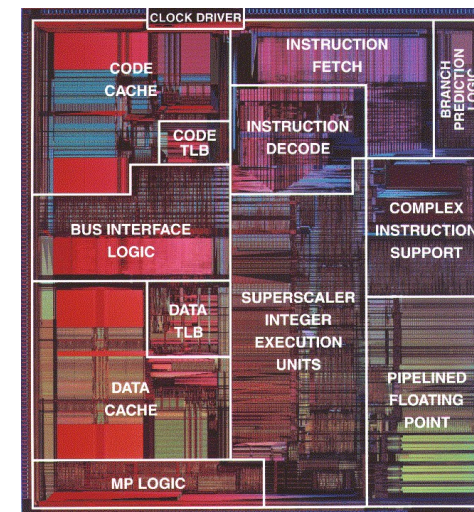 CLOCK DRIVER
CODE
CACHE
CODE
TLB
INSTRUCTION
FETCH
BRANCH
PREDICTION
LOGIC
INSTRUCTION
DECODE
BUS INTERFACE
LOGIC
COMPLEX
INSTRUCTION
SUPPORT
DATA
TLB
SUPERSCALER
INTEGER
EXECUTION
UNITS
DATA
CACHE
PIPELINED
FLOATING
POINT
MP LOGIC